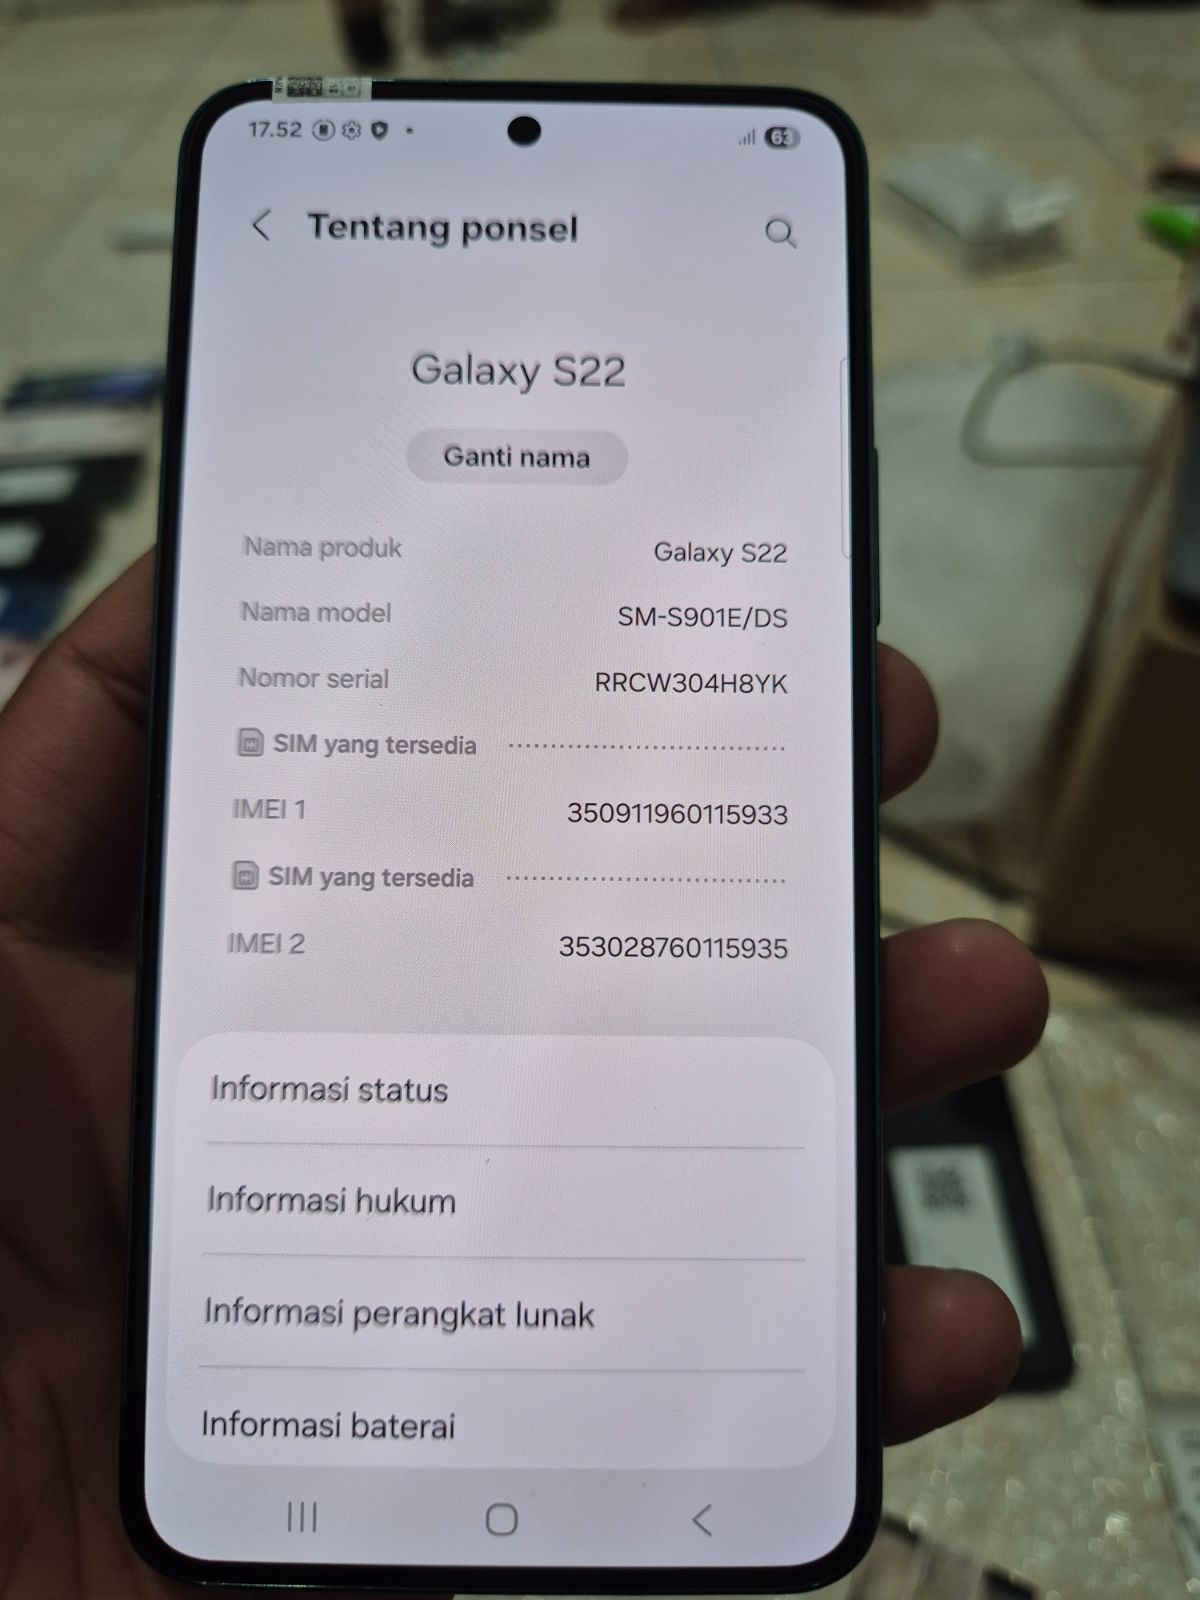 17.52
63
Tentang ponsel
Galaxy S22
Ganti nama
Nama produk Galaxy S22
Nama model SM-S901E/DS
Nomor serial RRCW304H8YK
SIM yang tersedia
IMEI 1 350911960115933
SIM yang tersedia
IMEI 2 353028760115935
Informasi status
Informasi hukum
Informasi perangkat lunak
Informasi baterai